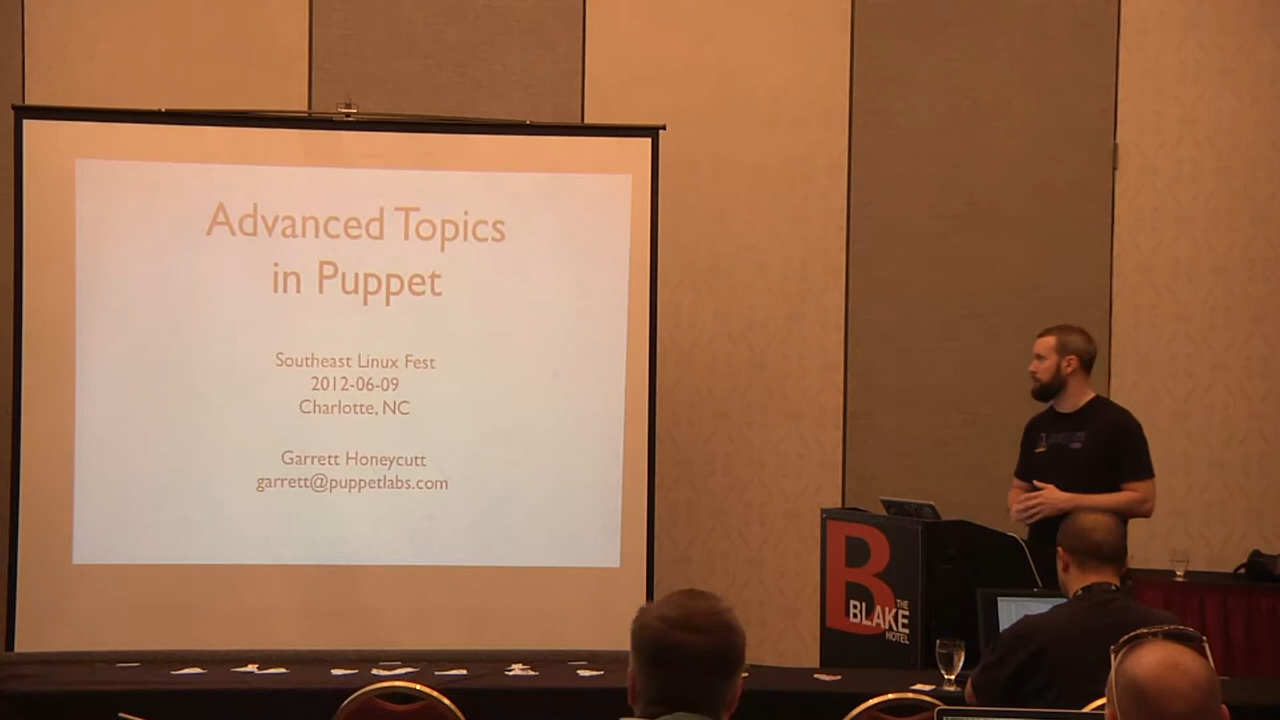 Advanced Topics
in Puppet
Southeast Linux Fest
2012-06-09
Charlotte, NC
Garrett Honeycutt
garrett@puppetlabs.com
B
THE
BLAKE
HOTEL